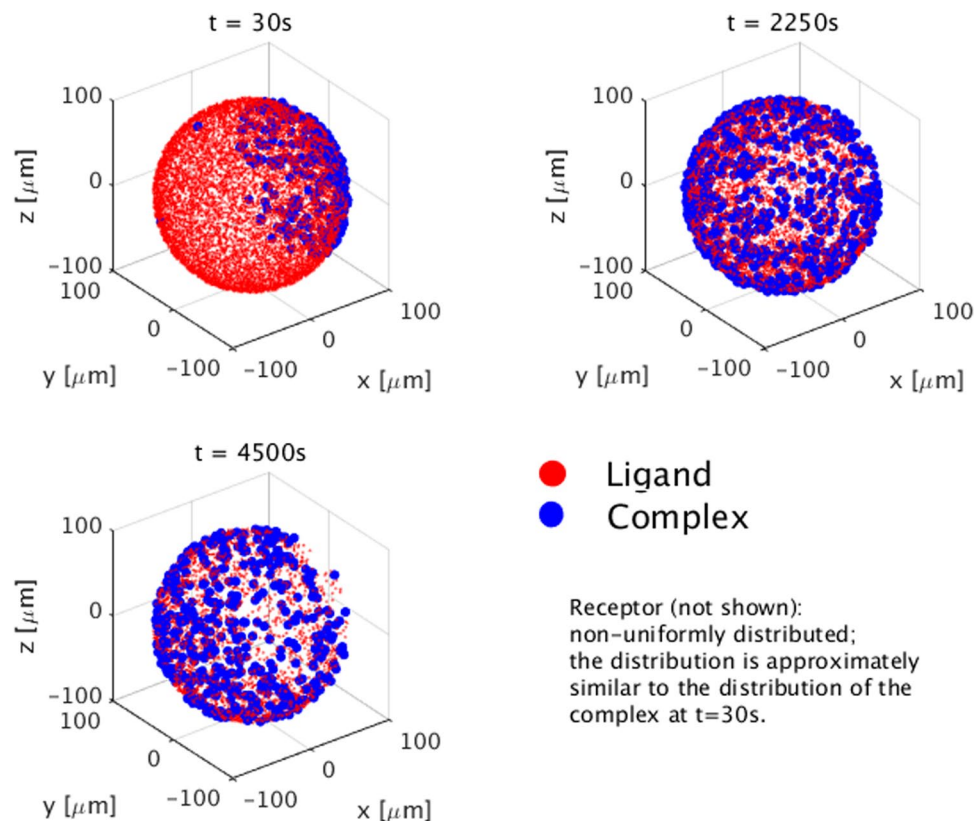 t = 30s
100
0
-100
z [μm]
100
0
-100
y [μm]
-100
0
100
x [μm]
t = 2250s
100
0
-100
z [μm]
100
0
-100
y [μm]
-100
0
100
x [μm]
t = 4500s
100
0
-100
z [μm]
100
0
-100
y [μm]
-100
0
100
x [μm]
Ligand
Complex
Receptor (not shown):
non-uniformly distributed;
the distribution is approximately
similar to the distribution of the
complex at t=30s.